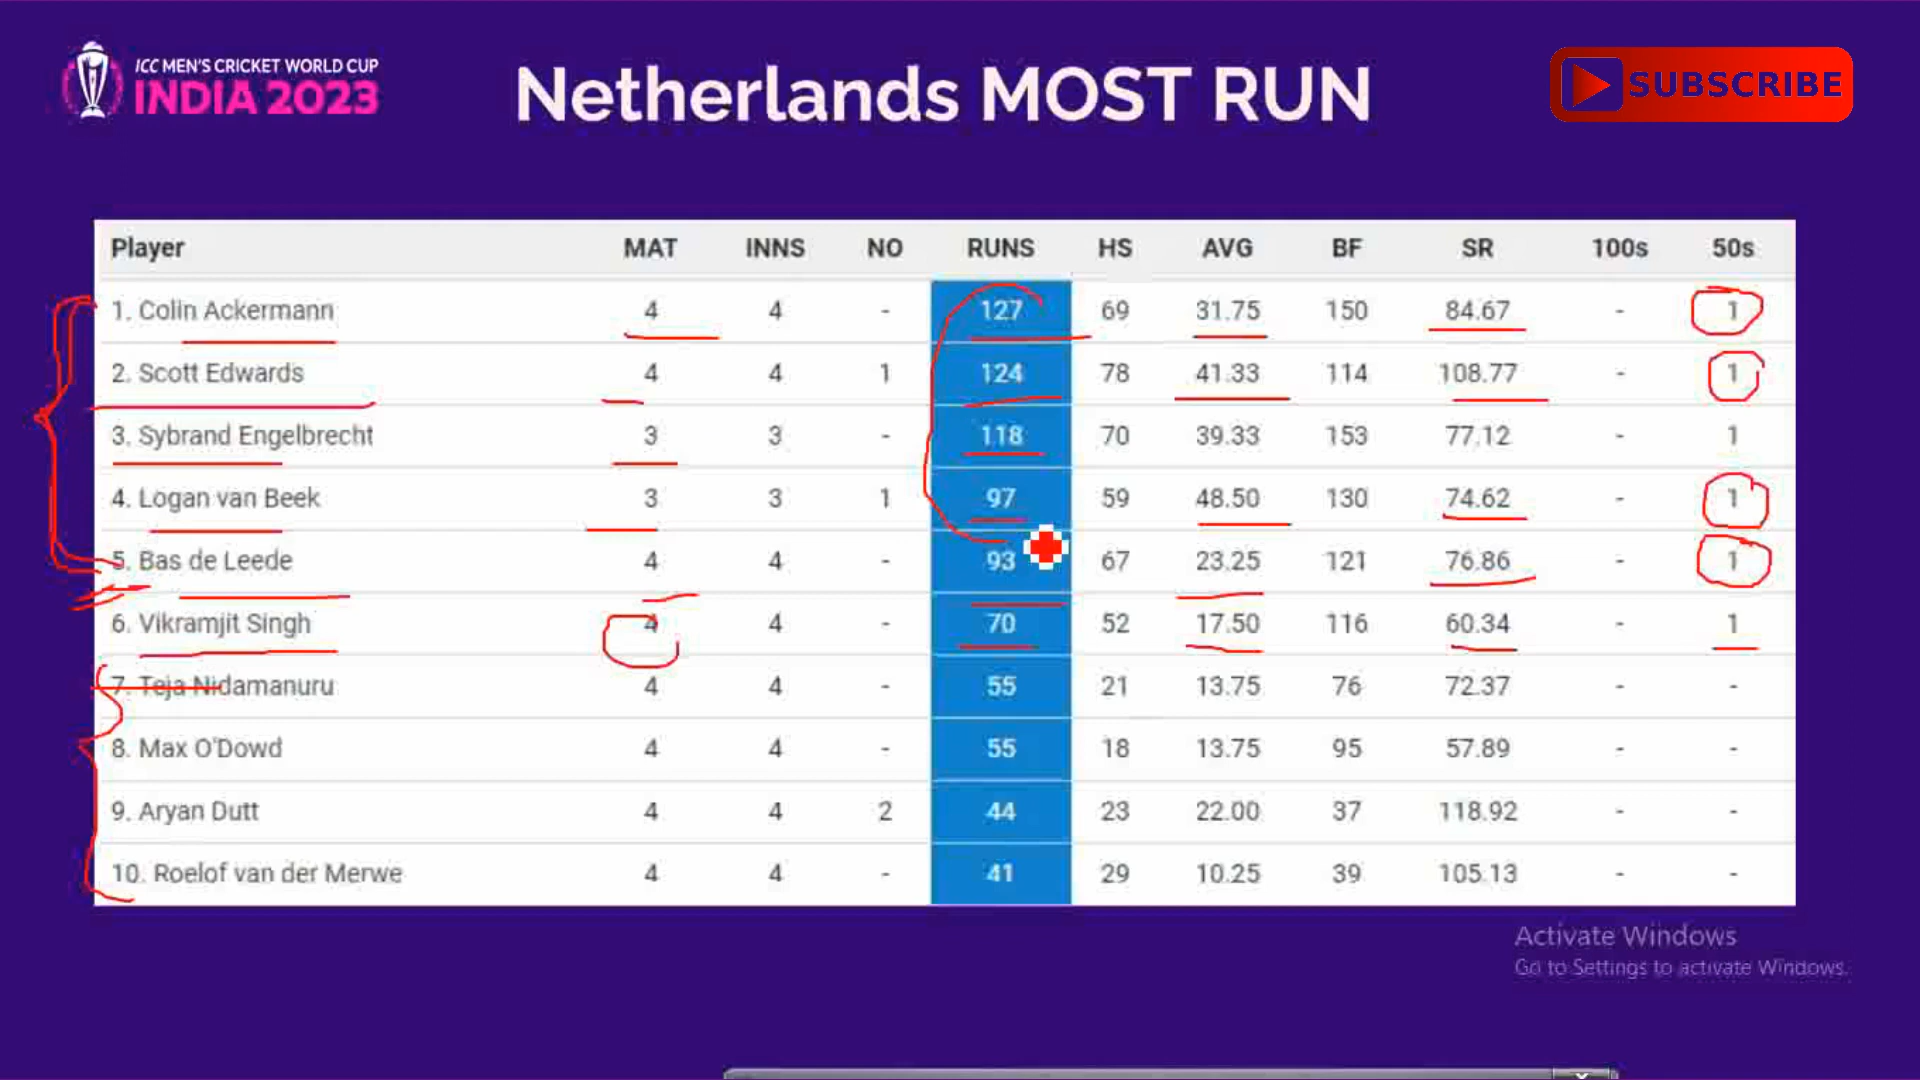 ICC MEN'S CRICKET WORLD CUP
INDIA 2023
Netherlands MOST RUN
SUBSCRIBE
Player MAT INNS NO RUNS HS AVG BF SR 100s 50s
1. Colin Ackermann 4 4 - 127 69 31.75 150 84.67 - 1
2. Scott Edwards 4 4 1 124 78 41.33 114 108.77 - 1
3. Sybrand Engelbrecht 3 3 - 118 70 39.33 153 77.12 - 1
4. Logan van Beek 3 3 1 97 59 48.50 130 74.62 - 1
5. Bas de Leede 4 4 - 93 67 23.25 121 76.86 - 1
6. Vikramjit Singh 4 4 - 70 52 17.50 116 60.34 - 1
7. Teja Nidamanuru 4 4 - 55 21 13.75 76 72.37 - -
8. Max O'Dowd 4 4 - 55 18 13.75 95 57.89 - -
9. Aryan Dutt 4 4 2 44 23 22.00 37 118.92 - -
10. Roelof van der Merwe 4 4 - 41 29 10.25 39 105.13 - -
Activate Windows
Go to Settings to activate Windows.